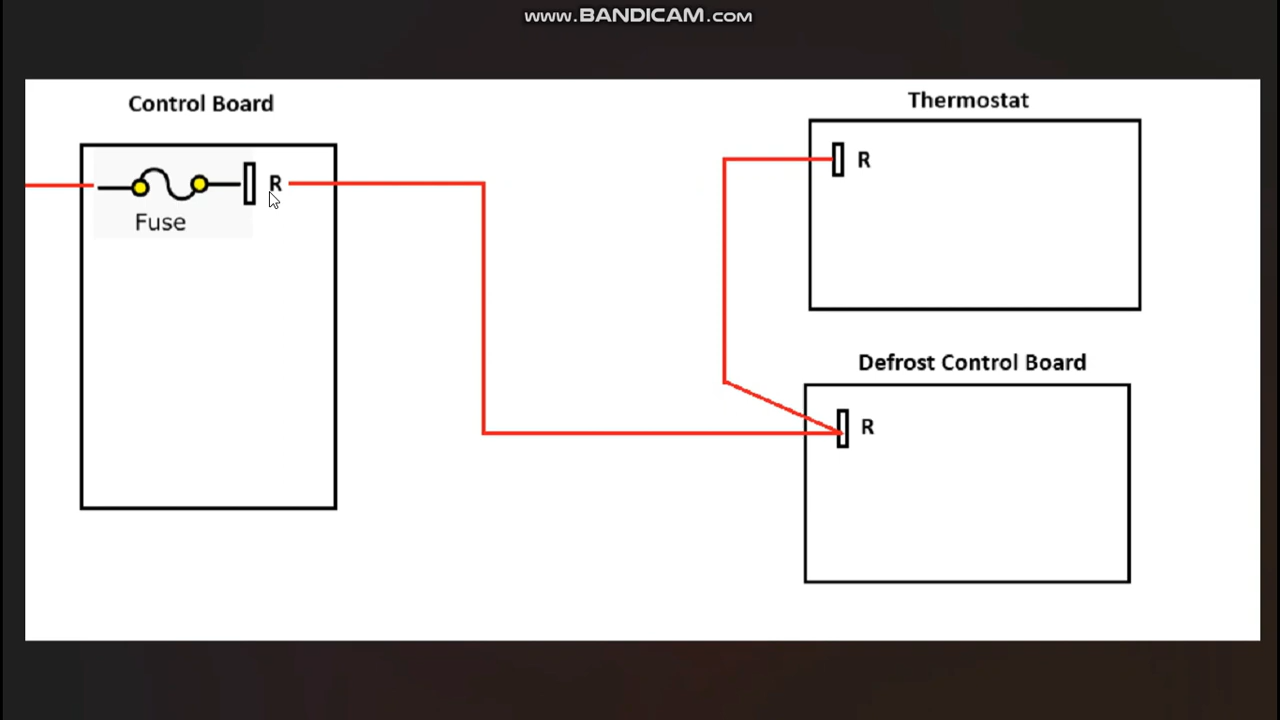 www.BANDICAM.com
Control Board
Thermostat
R
R
Fuse
Defrost Control Board
R